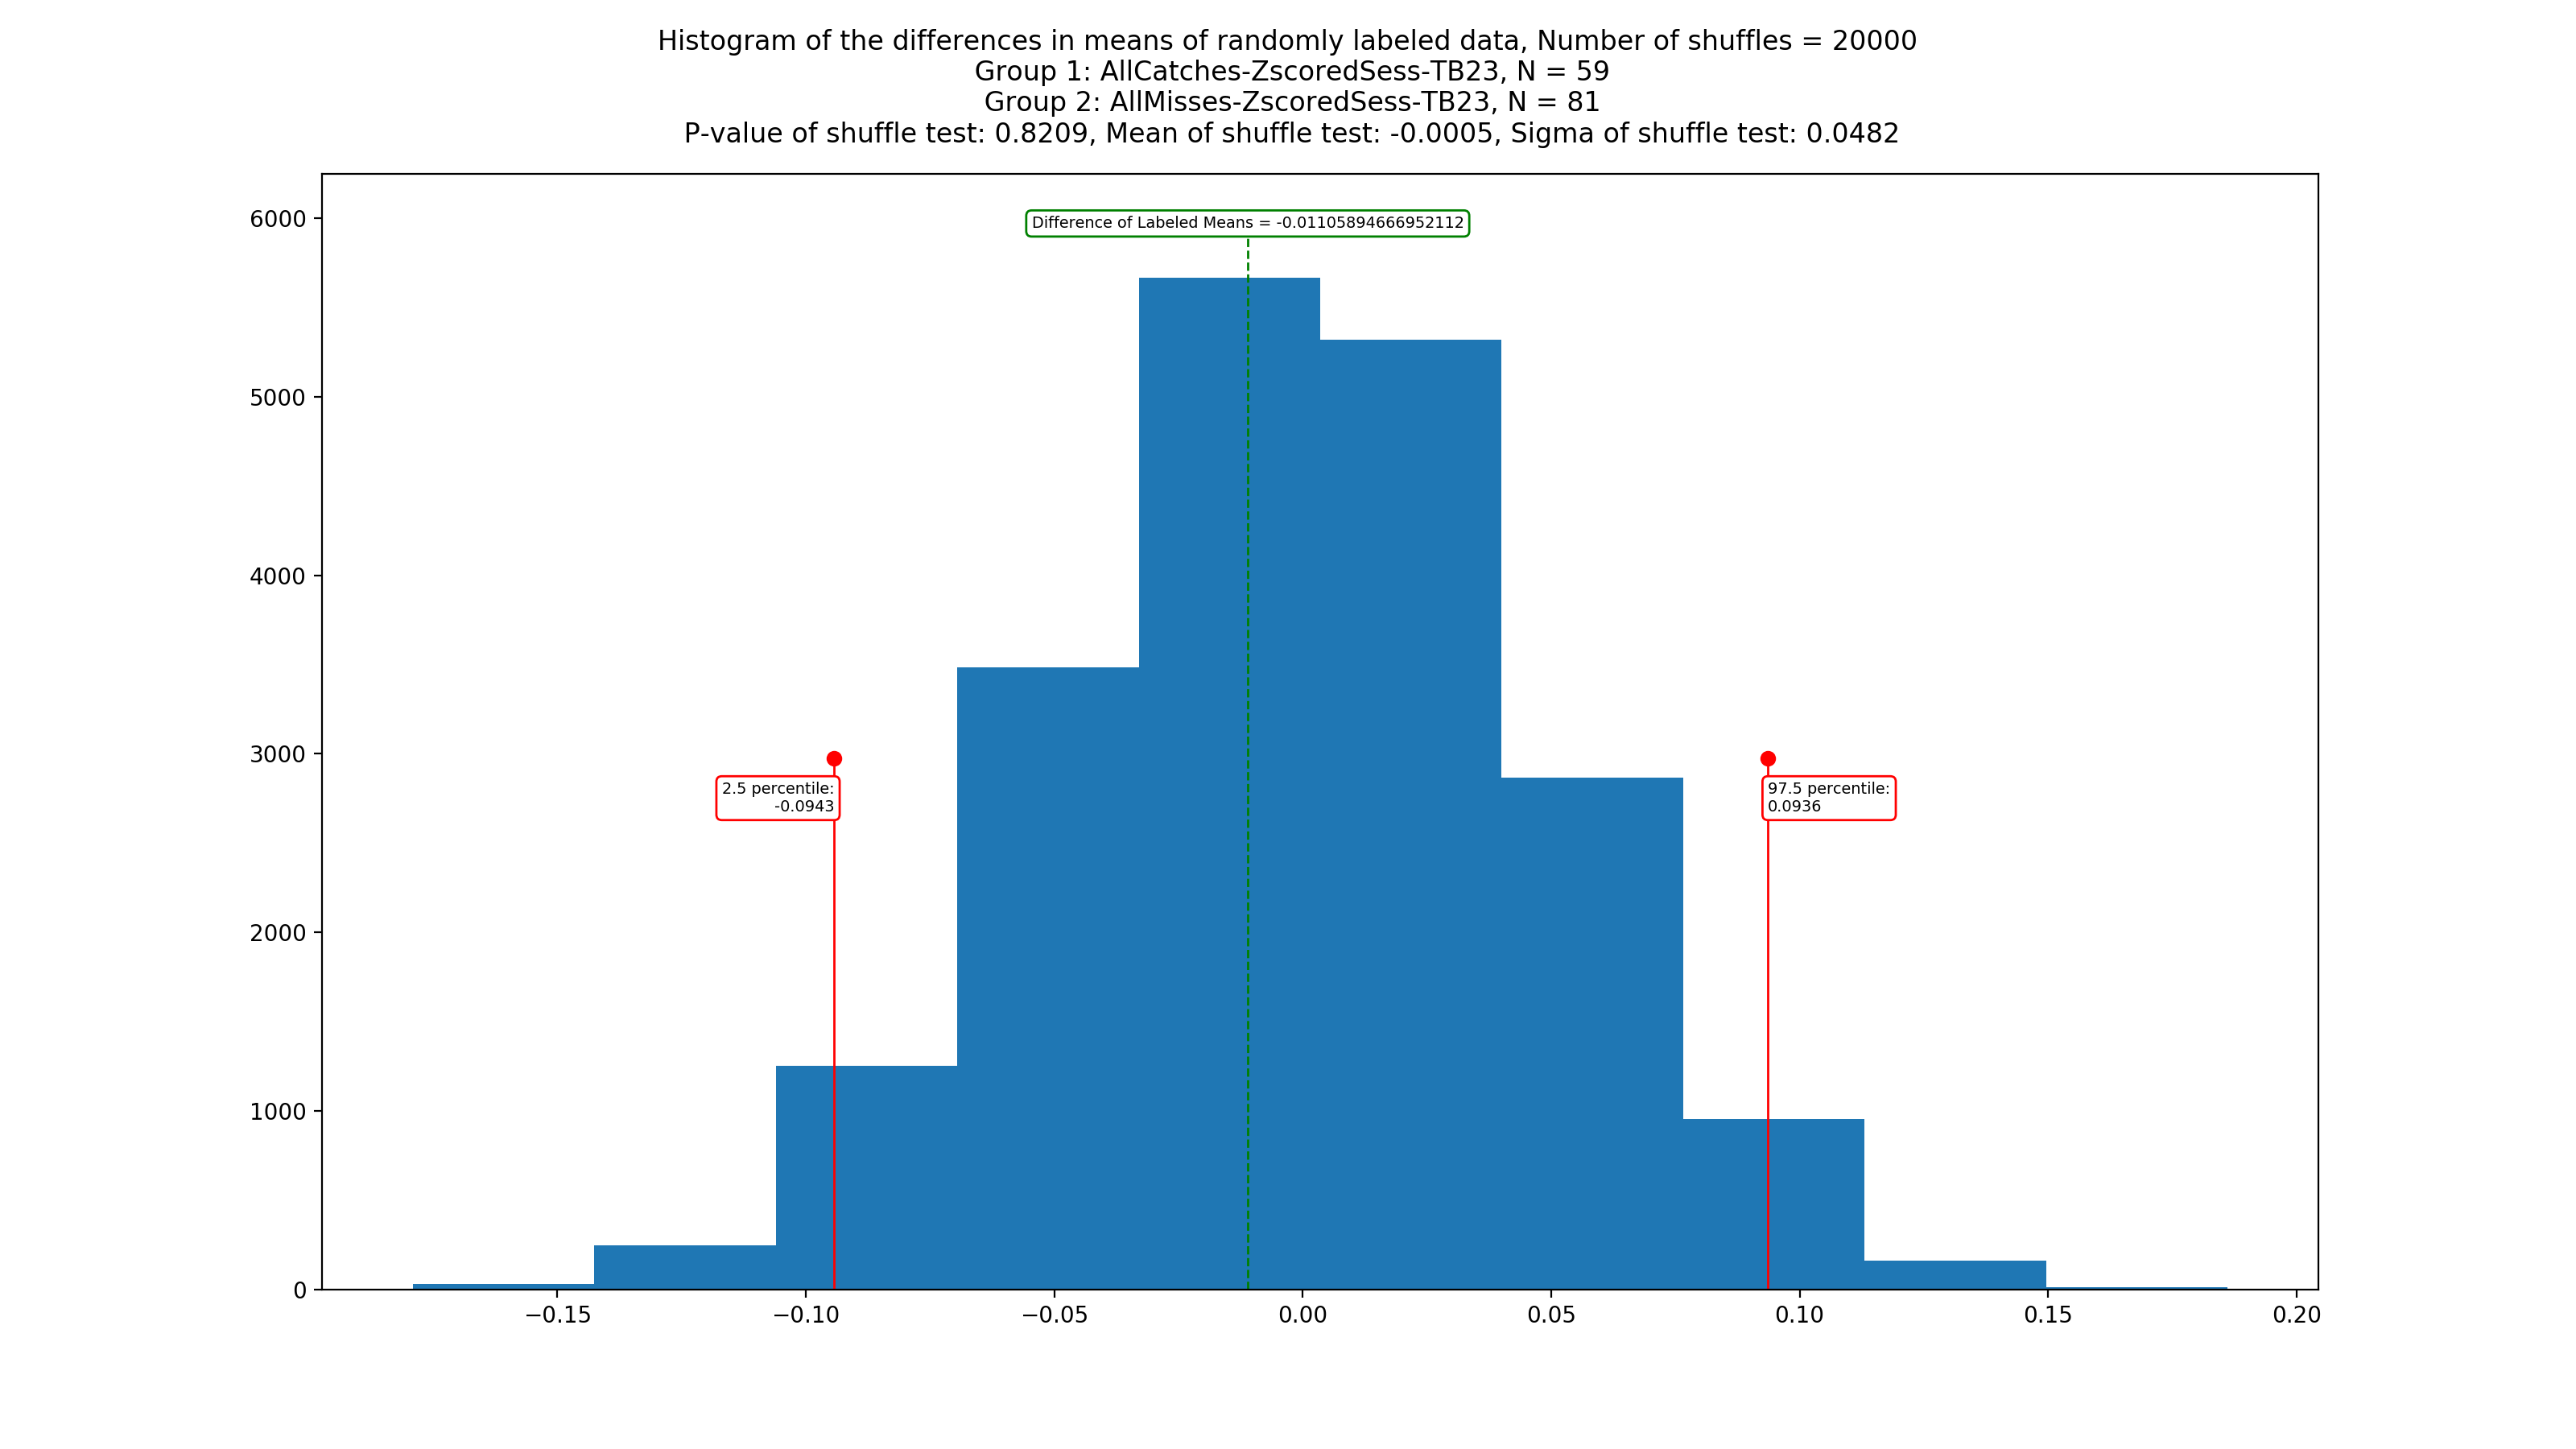 Histogram of the differences in means of randomly labeled data, Number of shuffles = 20000
Group 1: AllCatches-ZscoredSess-TB23, N = 59
Group 2: AllMisses-ZscoredSess-TB23, N = 81
P-value of shuffle test: 0.8209, Mean of shuffle test: -0.0005, Sigma of shuffle test: 0.0482
6000
Difference of Labeled Means = -0.01105894666952112
5000
4000
3000
2.5 percentile:
-0.0943
97.5 percentile:
0.0936
2000
1000
0
−0.15 −0.10 −0.05 0.00 0.05 0.10 0.15 0.20